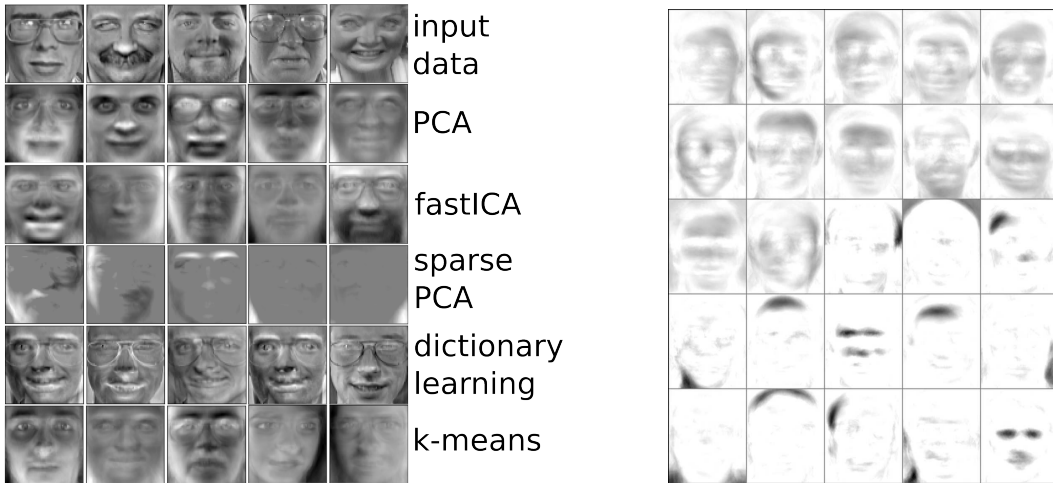 input
data
PCA
fastICA
sparse
PCA
dictionary
learning
k-means